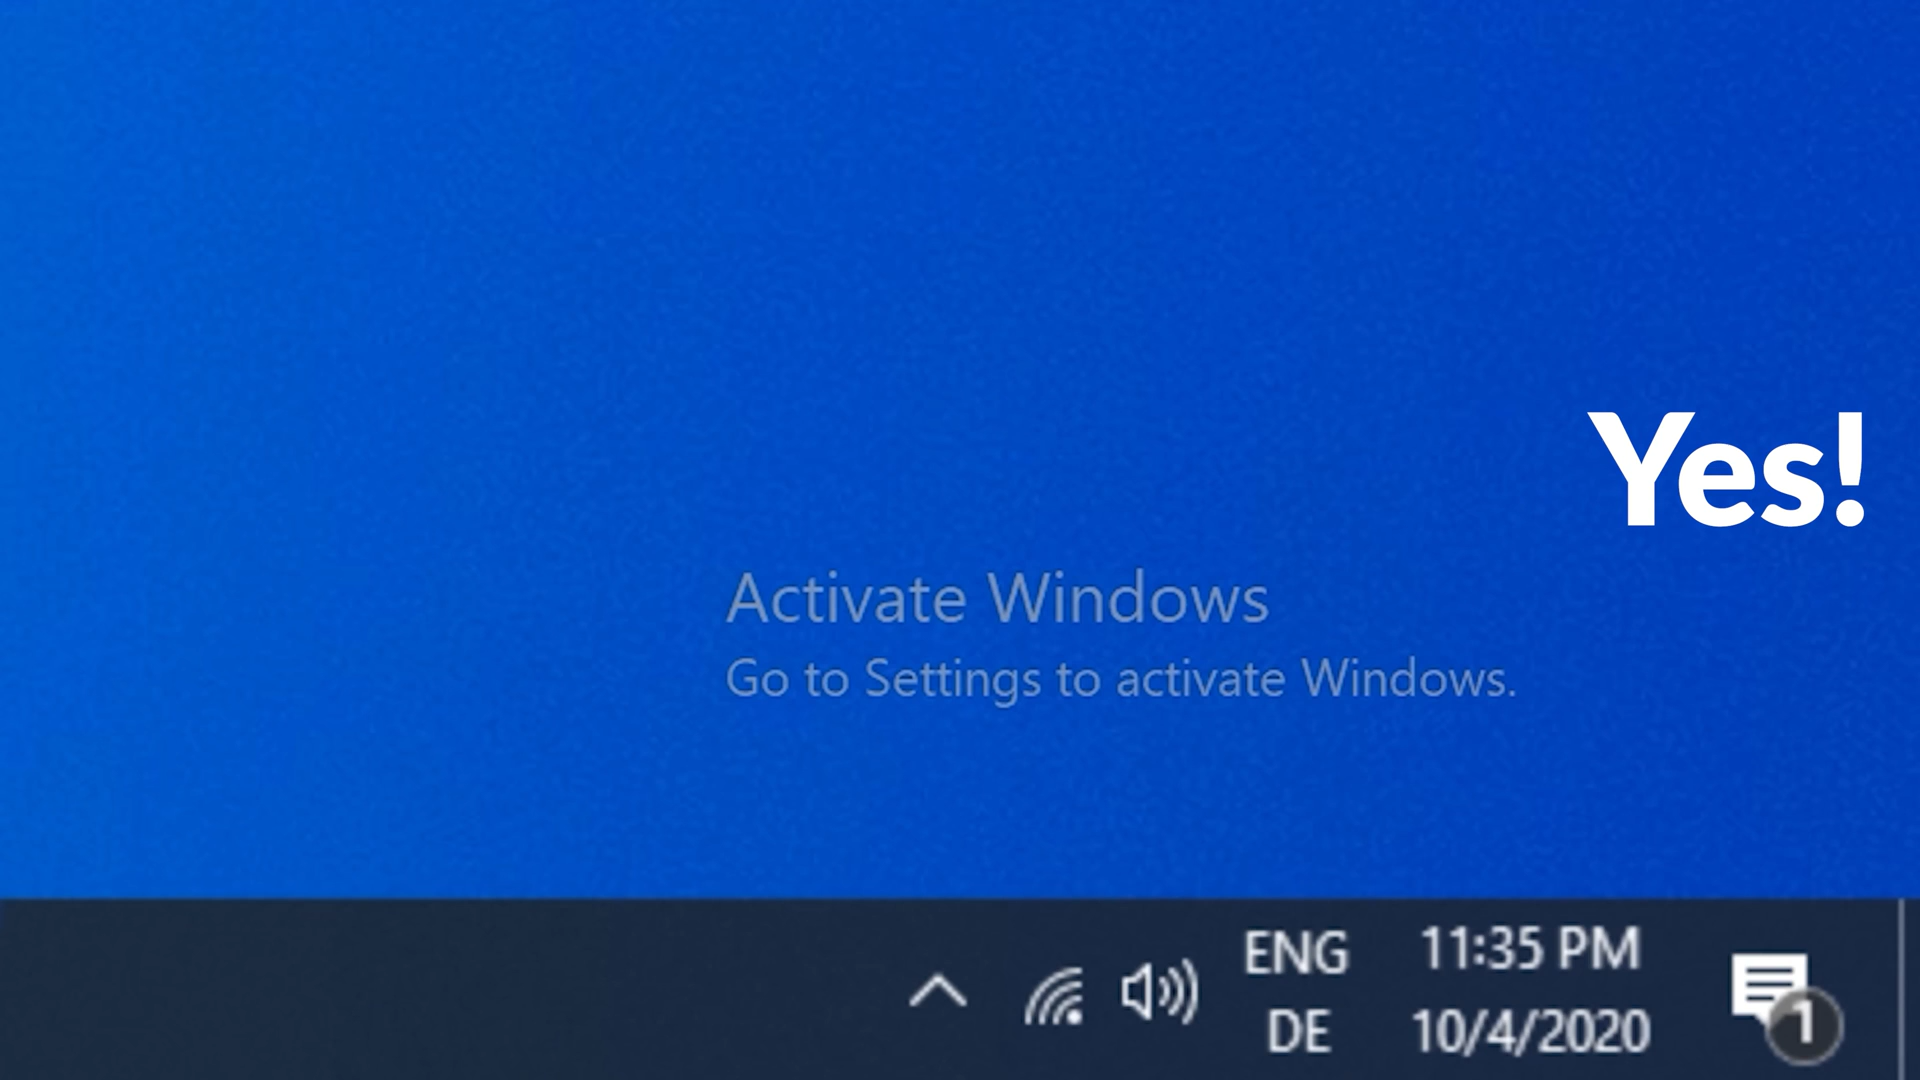 Yes!
Activate Windows
Go to Settings to activate Windows.
ENG
DE
11:35 PM
10/4/2020
1